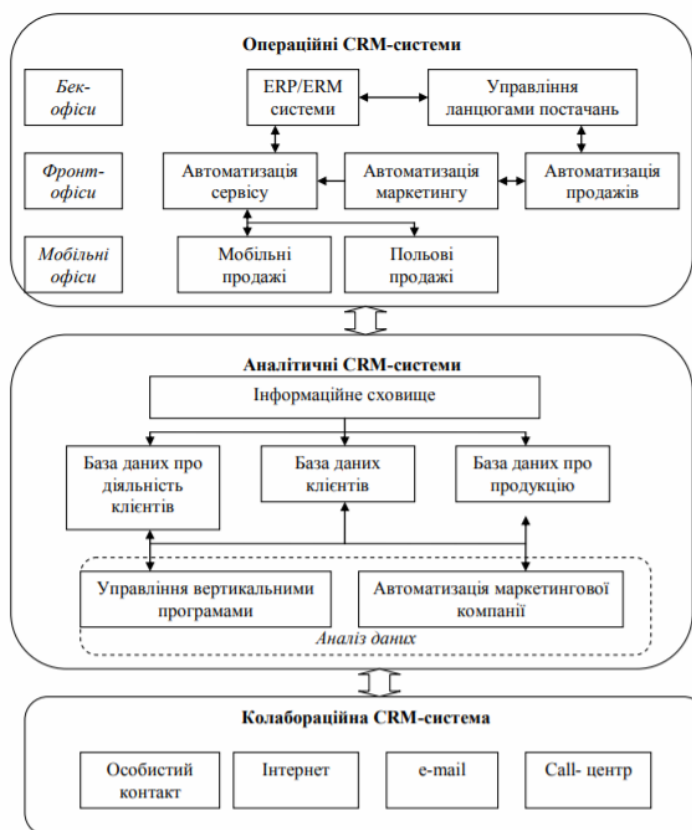 Операційні CRM-системи
Бек-
офіси
ERP/ERM
системи
Управління
ланцюгами постачань
Фронт-
офіси
Автоматизація
сервісу
Автоматизація
маркетингу
Автоматизація
продажів
Мобільні
офіси
Мобільні
продажі
Польові
продажі
Аналітичні CRM-системи
Інформаційне сховище
База даних про
діяльність
клієнтів
База даних
клієнтів
База даних про
продукцію
Управління вертикальними
програмами
Автоматизація маркетингової
компанії
Аналіз даних
Колабораційна CRM-система
Особистий
контакт
Інтернет
e-mail
Call- центр